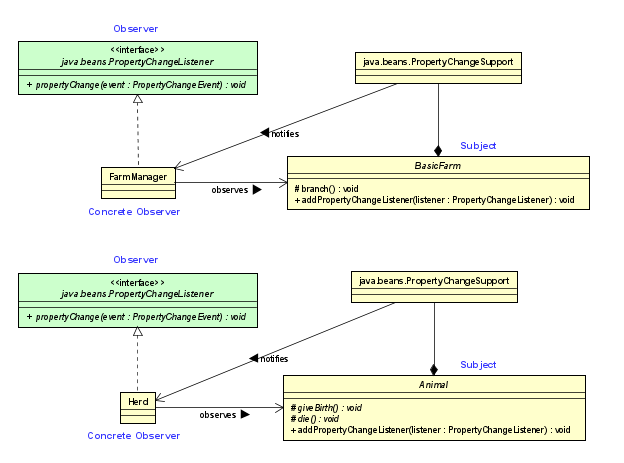 Observer
<<interface>>
java.beans.PropertyChangeListener
+ propertyChange(event : PropertyChangeEvent) : void
java.beans.PropertyChangeSupport
notifies
Subject
FarmManager
observes
Concrete Observer
BasicFarm
# branch() : void
+ addPropertyChangeListener(listener : PropertyChangeListener) : void
Observer
<<interface>>
java.beans.PropertyChangeListener
+ propertyChange(event : PropertyChangeEvent) : void
java.beans.PropertyChangeSupport
notifies
Subject
Herd
observes
Concrete Observer
Animal
# giveBirth() : void
# die() : void
+ addPropertyChangeListener(listener : PropertyChangeListener) : void